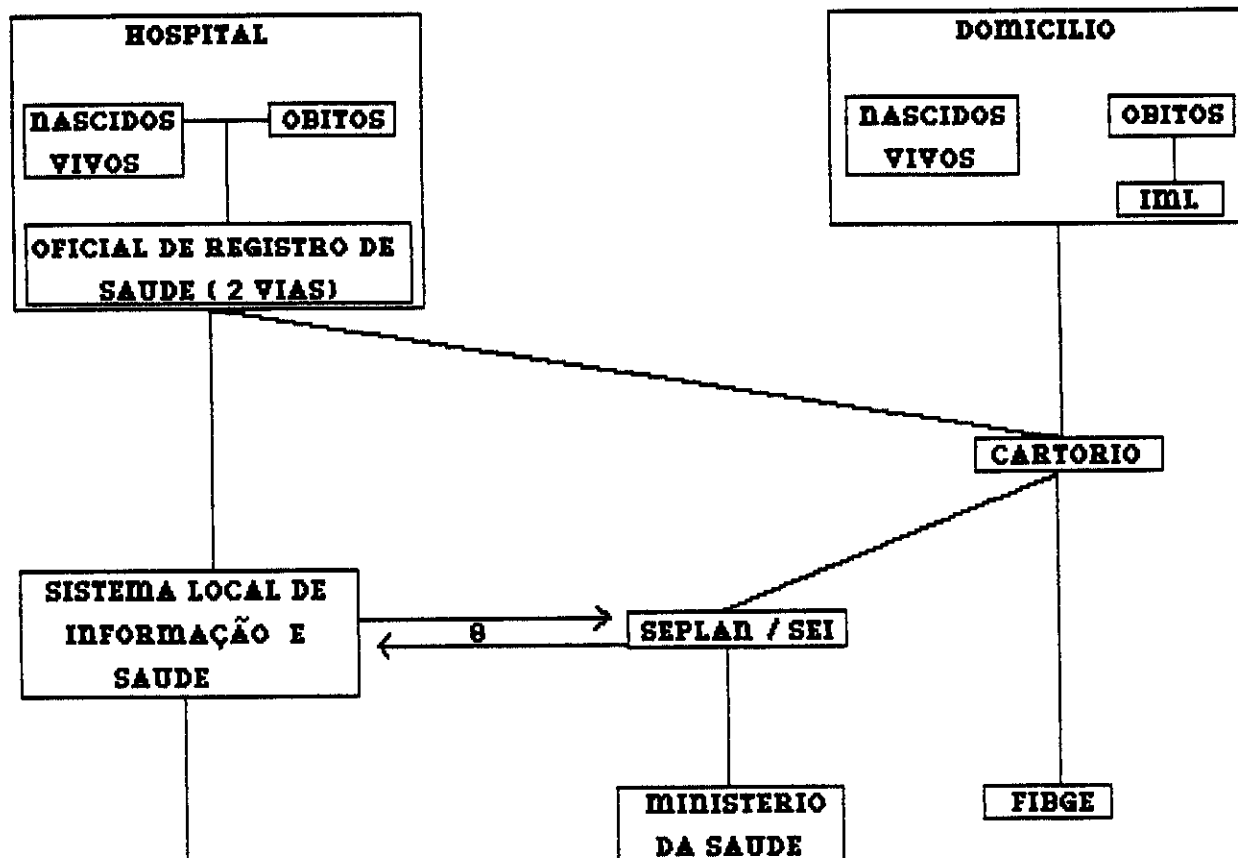 HOSPITAL
NASCIDOS
VIVOS
OBITOS
OFICIAL DE REGISTRO DE
SAUDE ( 2 VIAS)
DOMICILIO
NASCIDOS
VIVOS
OBITOS
IML
CARTORIO
SISTEMA LOCAL DE
INFORMAÇÃO E
SAUDE
8
SEPLAN / SEI
MINISTERIO
DA SAUDE
FIBGE